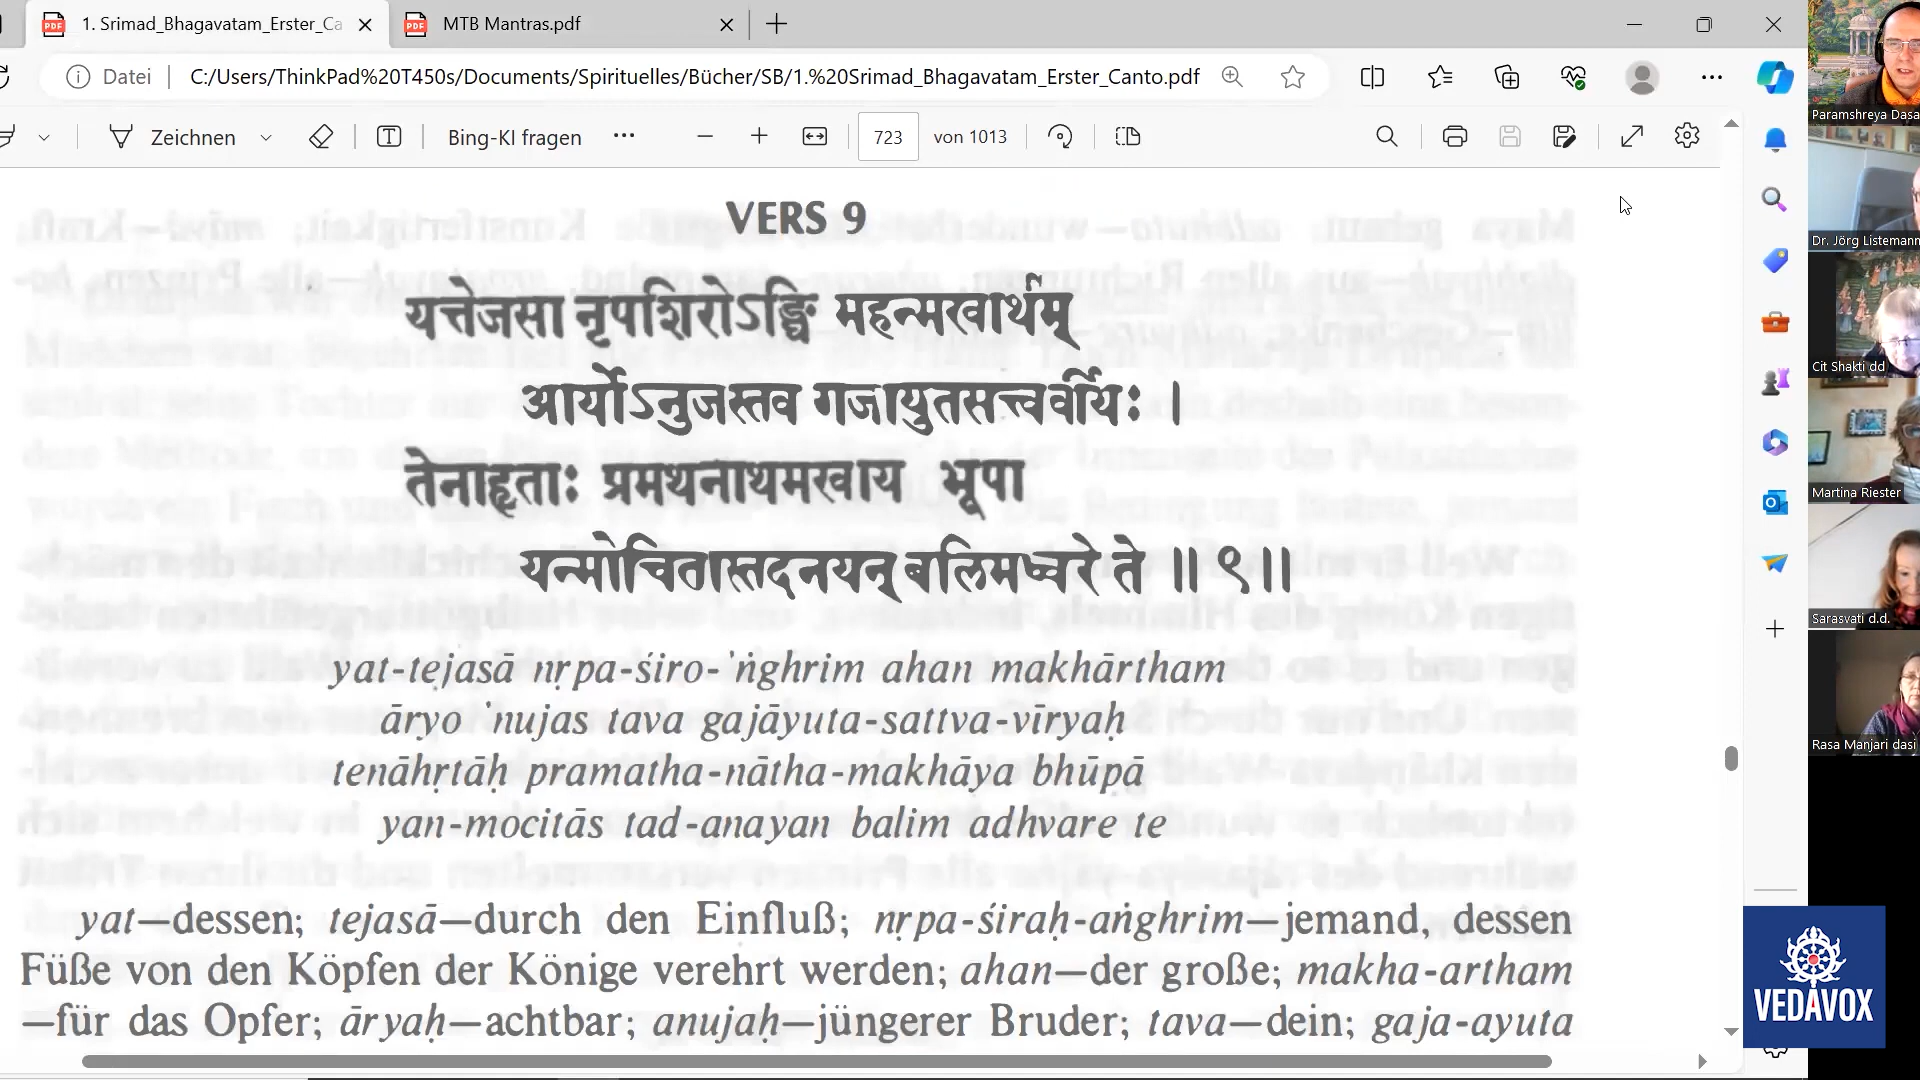 1. Srimad_Bhagavatam_Erster_Ca
MTB Mantras.pdf
Datei
C:/Users/ThinkPad%20T450s/Documents/Spirituelles/Bücher/SB/1.%20Srimad_Bhagavatam_Erster_Canto.pdf
Zeichnen
Bing-KI fragen
723 von 1013
VERS 9
यत्तेजसा नृपशिरोऽङ्घ्रि महन्मखार्थम्
आर्योऽनुजस्तव गजायुतसत्त्ववीर्यः ।
तेनाहृताः प्रमथनाथमखाय भूपा
यन्मोचितास्तदनयन् बलिमध्वरे ते ॥ ९॥
yat-tejasā nṛpa-śiro-'ṅghrim ahan makhārtham
āryo 'nujas tava gajāyuta-sattva-vīryaḥ
tenāhṛtāḥ pramatha-nātha-makhāya bhūpā
yan-mocitās tad-anayan balim adhvare te
yat—dessen; tejasā—durch den Einfluß; nṛpa-śiraḥ-aṅghrim—jemand, dessen
Füße von den Köpfen der Könige verehrt werden; ahan—der große; makha-artham
—für das Opfer; āryaḥ—achtbar; anujaḥ—jüngerer Bruder; tava—dein; gaja-ayuta
Paramshreya Dasa
Dr. Jörg Listemann
Cit Shakti dd
Martina Riester
Sarasvati d.d.
Rasa Manjari dasi
VEDAVOX